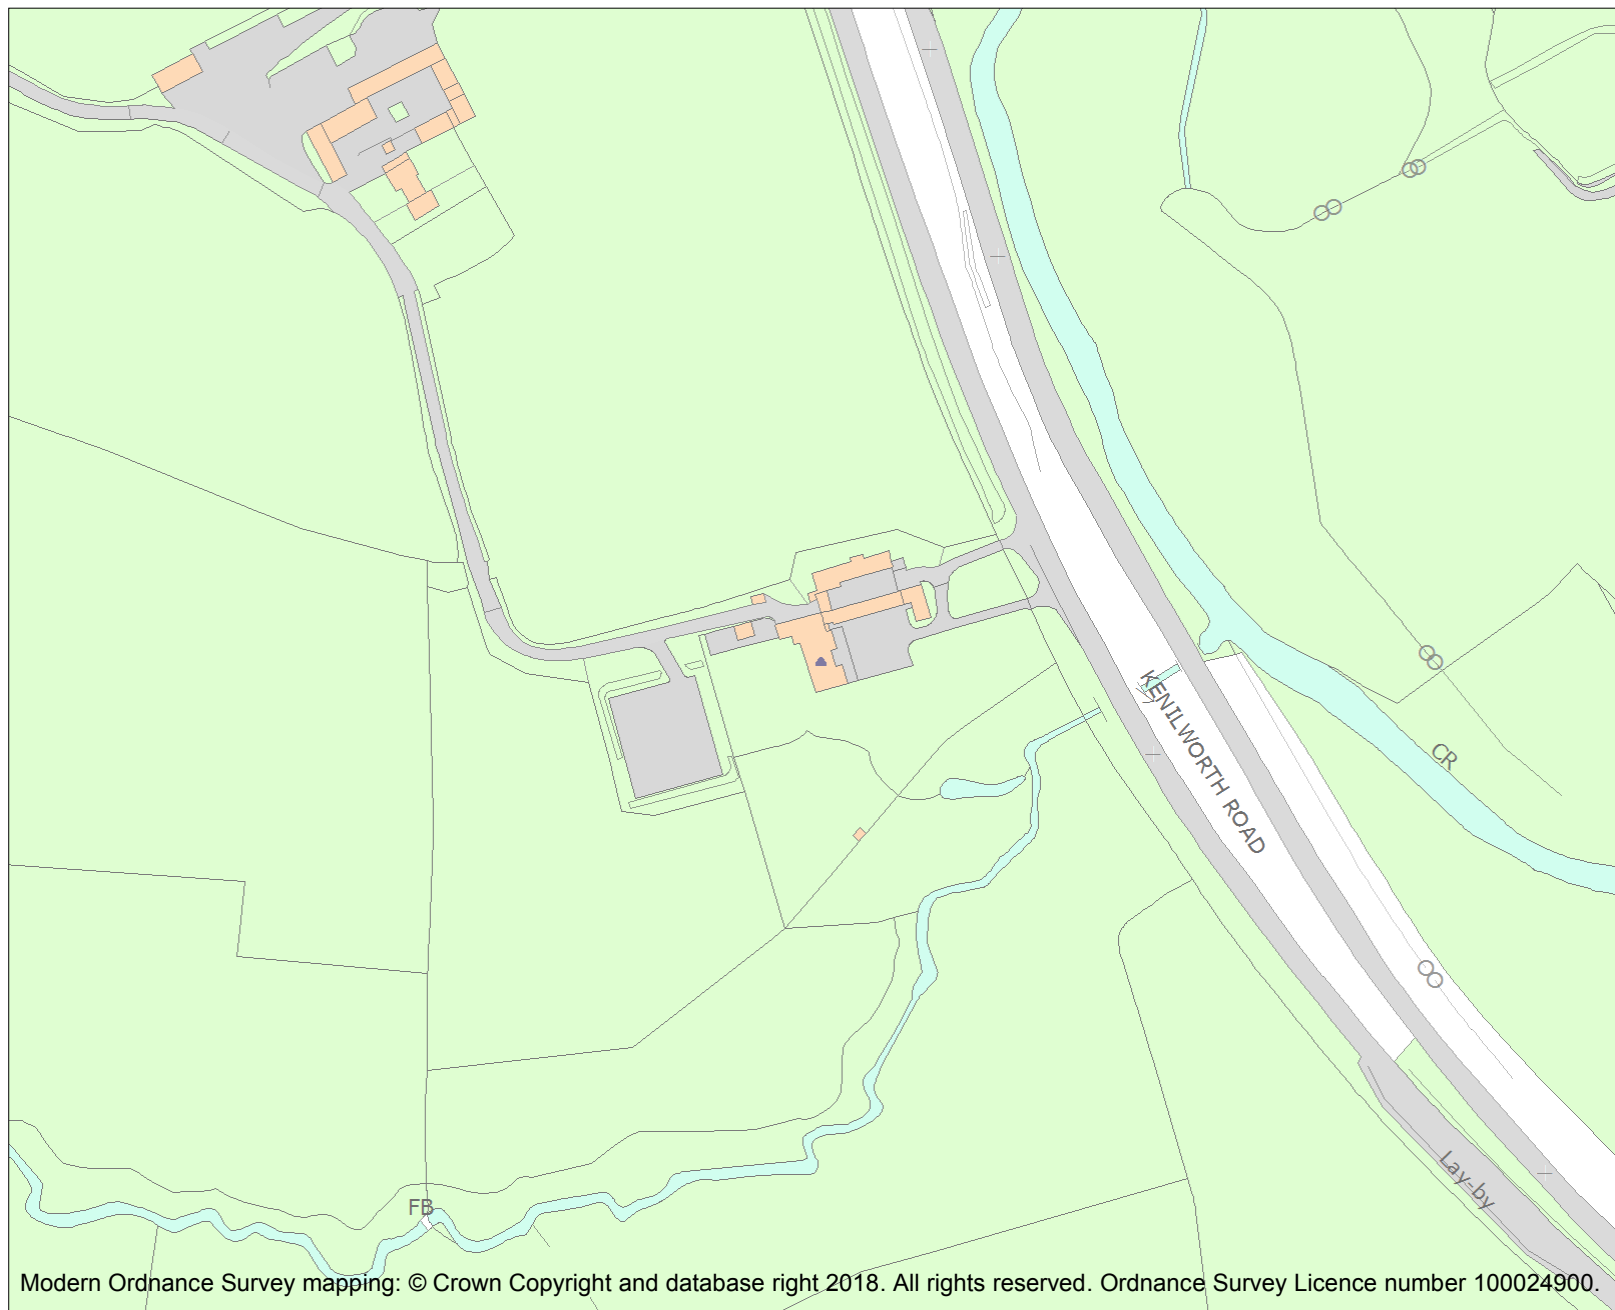 KENILWORTH ROAD
CR
Lay-by
FB
Modern Ordnance Survey mapping: © Crown Copyright and database right 2018. All rights reserved. Ordnance Survey Licence number 100024900.